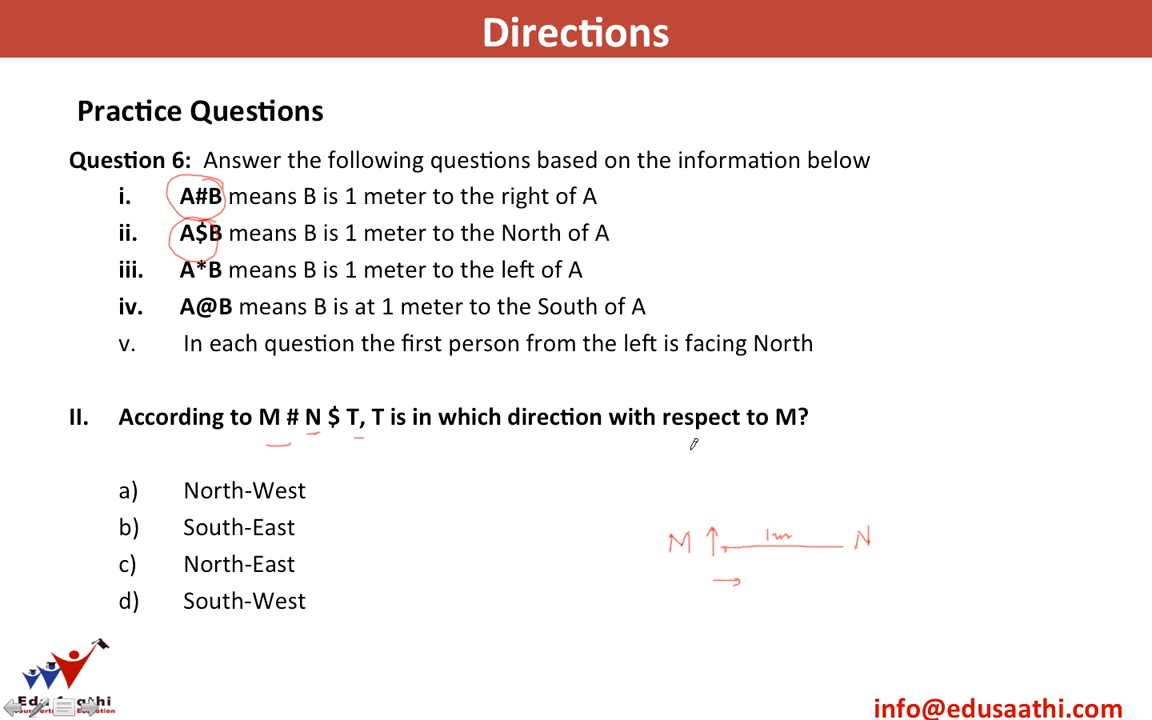 Directions
Practice Questions
Question 6: Answer the following questions based on the information below
i. A#B means B is 1 meter to the right of A
ii. A$B means B is 1 meter to the North of A
iii. A*B means B is 1 meter to the left of A
iv. A@B means B is at 1 meter to the South of A
v. In each question the first person from the left is facing North
II. According to M # N $ T, T is in which direction with respect to M?
a) North-West
b) South-East
c) North-East
d) South-West
1m
M N
info@edusaathi.com